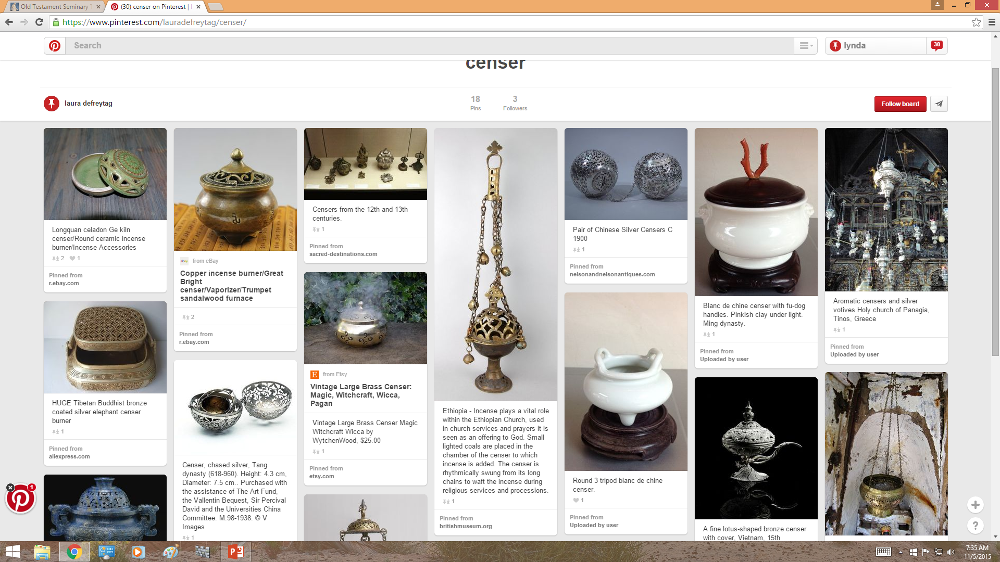 Old Testament Seminary
(30) censer on Pinterest |
https://www.pinterest.com/lauradefreytag/censer/
Search
lynda
30
censer
laura defreytag
18
Pins
3
Followers
Follow board
Longquan celadon Ge kiln
censer/Round ceramic incense
burner/Incense Accessories
2
1
Pinned from
r.ebay.com
HUGE Tibetan Buddhist bronze
coated silver elephant censer
burner
1
Pinned from
aliexpress.com
ebay
from eBay
Copper incense burner/Great
Bright
censer/Vaporizer/Trumpet
sandalwood furnace
2
Pinned from
r.ebay.com
Censer, chased silver, Tang
dynasty (618-960). Height: 4.3 cm,
Diameter: 7.5 cm.. Purchased with
the assistance of The Art Fund,
the Vallentin Bequest, Sir Percival
David and the Universities China
Committee. M.98-1938. © V
Images
1
Censers from the 12th and 13th
centuries.
1
Pinned from
sacred-destinations.com
E
from Etsy
Vintage Large Brass Censer:
Magic, Witchcraft, Wicca,
Pagan
Vintage Large Brass Censer Magic
Witchcraft Wicca by
WytchenWood, $25.00
1
Pinned from
etsy.com
Ethiopia - Incense plays a vital role
within the Ethiopian Church, used
in church services and prayers it is
seen as an offering to God. Small
lighted coals are placed in the
chamber of the censer to which
incense is added. The censer is
rhythmically swung from its long
chains to waft the incense during
religious services and processions.
1
Pinned from
britishmuseum.org
Pair of Chinese Silver Censers C
1900
1
Pinned from
nelsonandnelsonantiques.com
Round 3 tripod blanc de chine
censer.
1
Pinned from
Uploaded by user
Blanc de chine censer with fu-dog
handles. Pinkish clay under light.
Ming dynasty.
1
Pinned from
Uploaded by user
A fine lotus-shaped bronze censer
with cover, Vietnam, 15th
Aromatic censers and silver
votives Holy church of Panagia,
Tinos, Greece
1
Pinned from
Uploaded by user
1
+
?
7:35 AM
11/5/2015